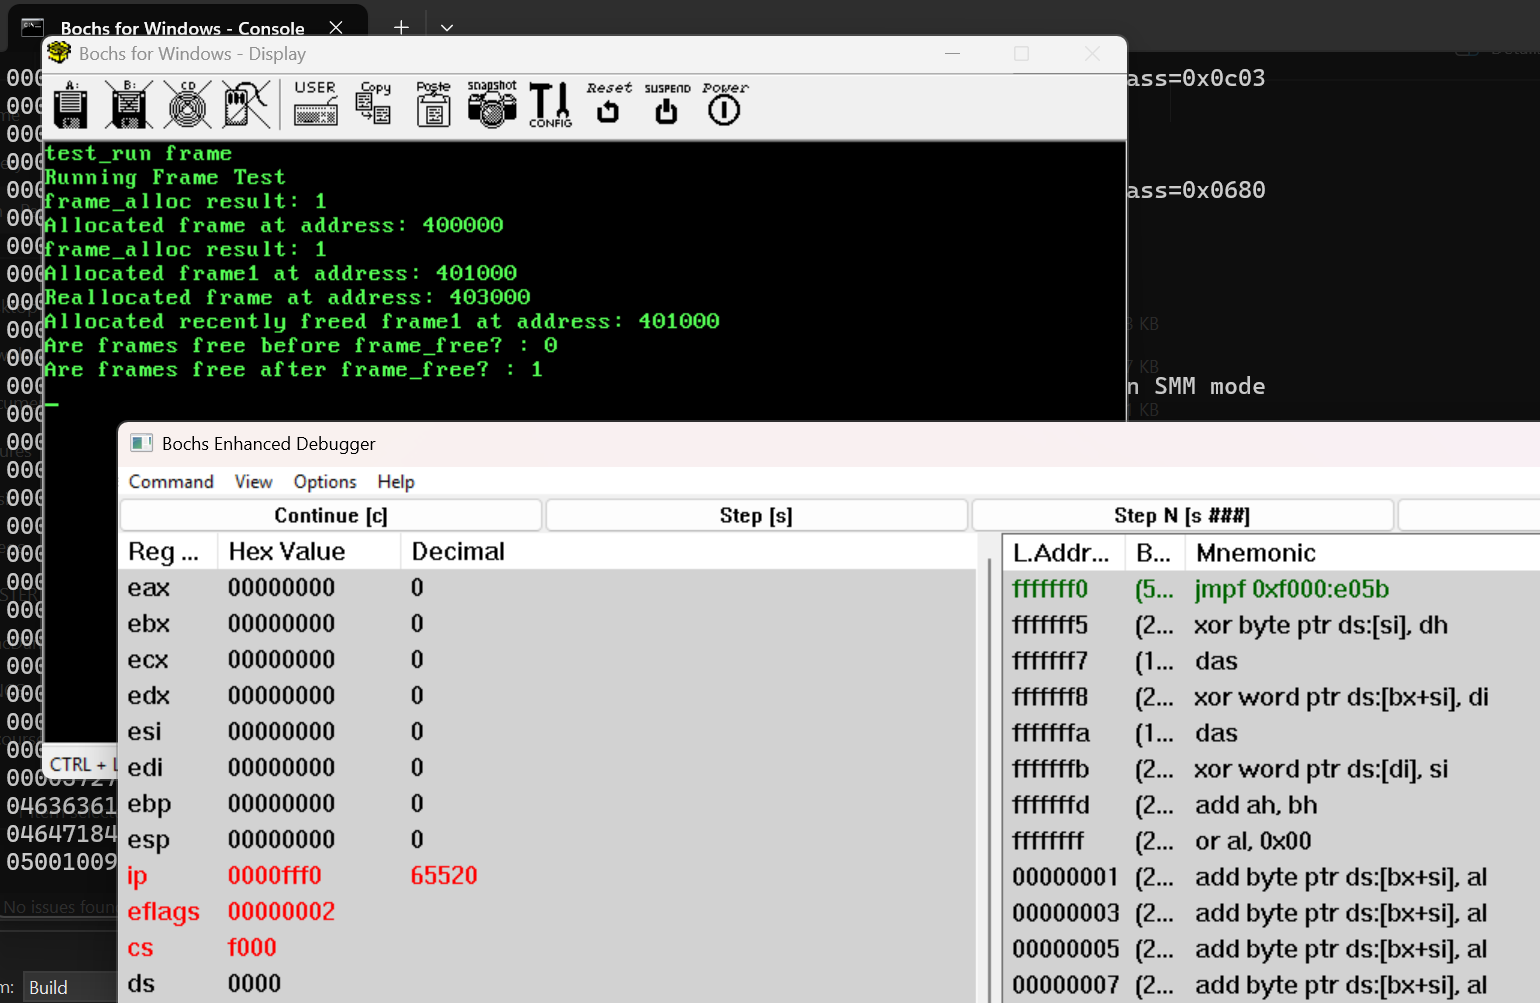 Bochs for Windows - Console
Bochs for Windows - Display
A: B: CD USER Copy Paste snapshot CONFIG Reset SUSPEND Power
ass=0x0c03
ass=0x0680
n SMM mode
KB
KB
KB
test_run frame
Running Frame Test
frame_alloc result: 1
Allocated frame at address: 400000
frame_alloc result: 1
Allocated frame1 at address: 401000
Reallocated frame at address: 403000
Allocated recently freed frame1 at address: 401000
Are frames free before frame_free? : 0
Are frames free after frame_free? : 1
CTRL +
04636361
04647184
05001009
No issues foun
Build
Bochs Enhanced Debugger
Command View Options Help
Continue [c] Step [s] Step N [s ###]
Reg ... Hex Value Decimal
eax 00000000 0
ebx 00000000 0
ecx 00000000 0
edx 00000000 0
esi 00000000 0
edi 00000000 0
ebp 00000000 0
esp 00000000 0
ip 0000fff0 65520
eflags 00000002
cs f000
ds 0000
L.Addr... B... Mnemonic
fffffff0 (5... jmpf 0xf000:e05b
fffffff5 (2... xor byte ptr ds:[si], dh
fffffff7 (1... das
fffffff8 (2... xor word ptr ds:[bx+si], di
fffffffa (1... das
fffffffb (2... xor word ptr ds:[di], si
fffffffd (2... add ah, bh
ffffffff (2... or al, 0x00
00000001 (2... add byte ptr ds:[bx+si], al
00000003 (2... add byte ptr ds:[bx+si], al
00000005 (2... add byte ptr ds:[bx+si], al
00000007 (2... add byte ptr ds:[bx+si], al